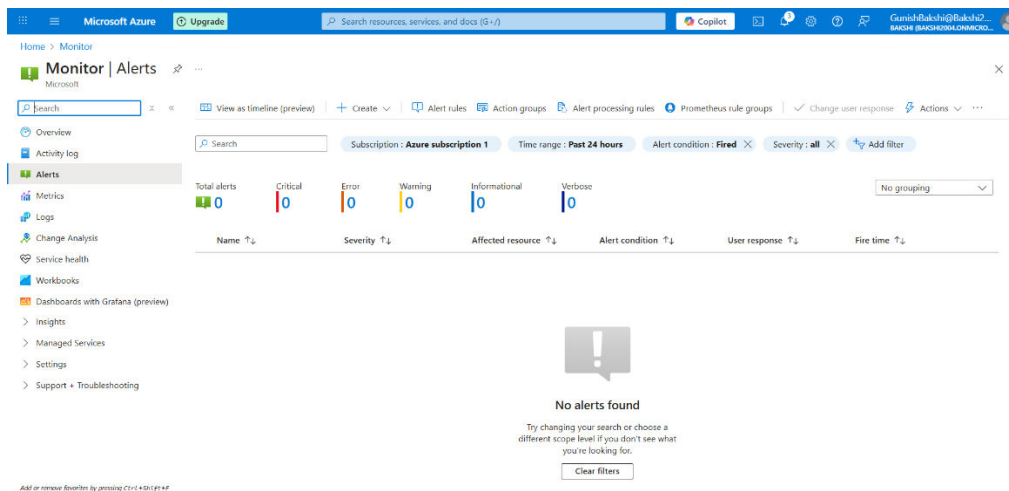 Microsoft Azure
Upgrade
Search resources, services, and docs (G+/)
Copilot
3
GunishBakshi@Bakshi2...
BAKSHI (BAKSHI2004.ONMICRO...
Home > Monitor
Monitor | Alerts
Microsoft
Search
View as timeline (preview)
Create
Alert rules
Action groups
Alert processing rules
Prometheus rule groups
Change user response
Actions
Overview
Activity log
Alerts
Metrics
Logs
Change Analysis
Service health
Workbooks
Dashboards with Grafana (preview)
Insights
Managed Services
Settings
Support + Troubleshooting
Search
Subscription : Azure subscription 1
Time range : Past 24 hours
Alert condition : Fired
Severity : all
Add filter
Total alerts
0
Critical
0
Error
0
Warning
0
Informational
0
Verbose
0
No grouping
Name
Severity
Affected resource
Alert condition
User response
Fire time
No alerts found
Try changing your search or choose a
different scope level if you don't see what
you're looking for.
Clear filters
Add or remove favorites by pressing Ctrl+Shift+F